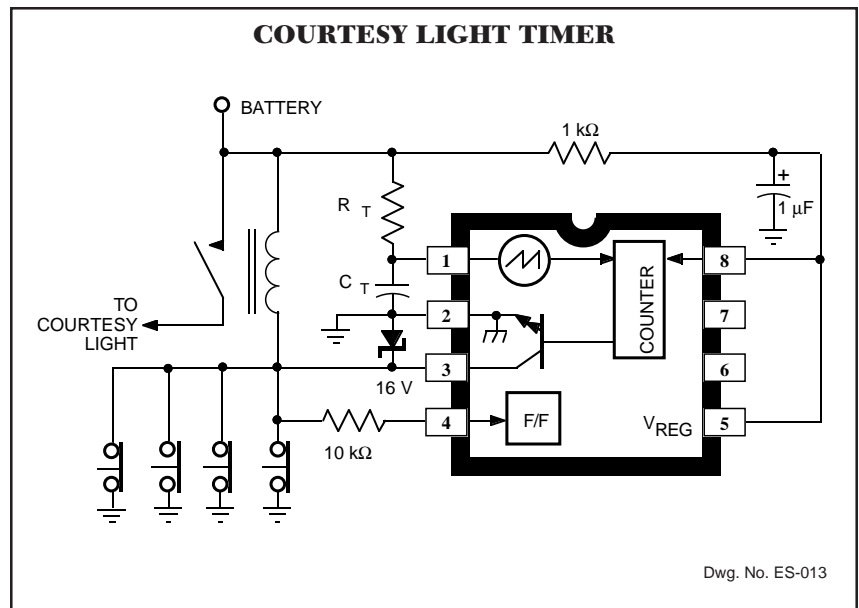 COURTESY LIGHT TIMER
BATTERY
1 kΩ
+
1 µF
R T
C T
1
2
3
4
8
7
6
5
COUNTER
TO
COURTESY
LIGHT
16 V
F/F
VREG
10 kΩ
Dwg. No. ES-013